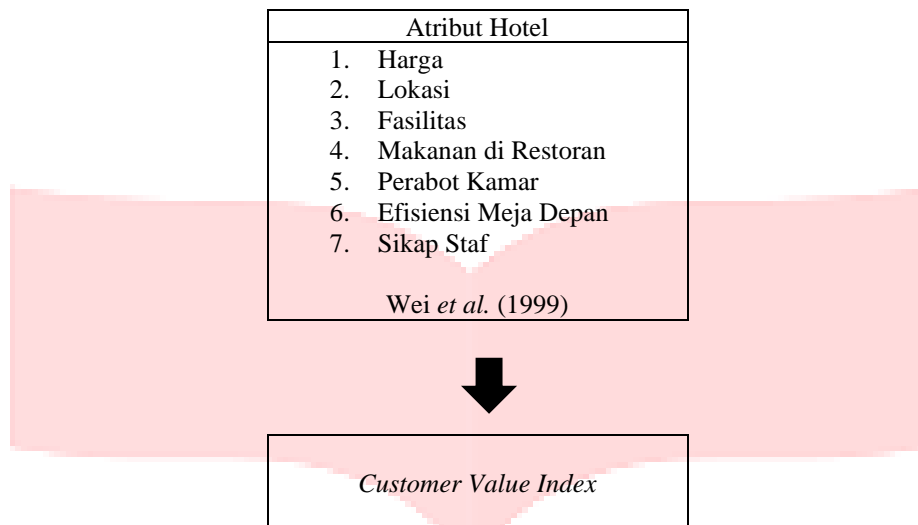 Atribut Hotel
1. Harga
2. Lokasi
3. Fasilitas
4. Makanan di Restoran
5. Perabot Kamar
6. Efisiensi Meja Depan
7. Sikap Staf
Wei et al. (1999)
Customer Value Index